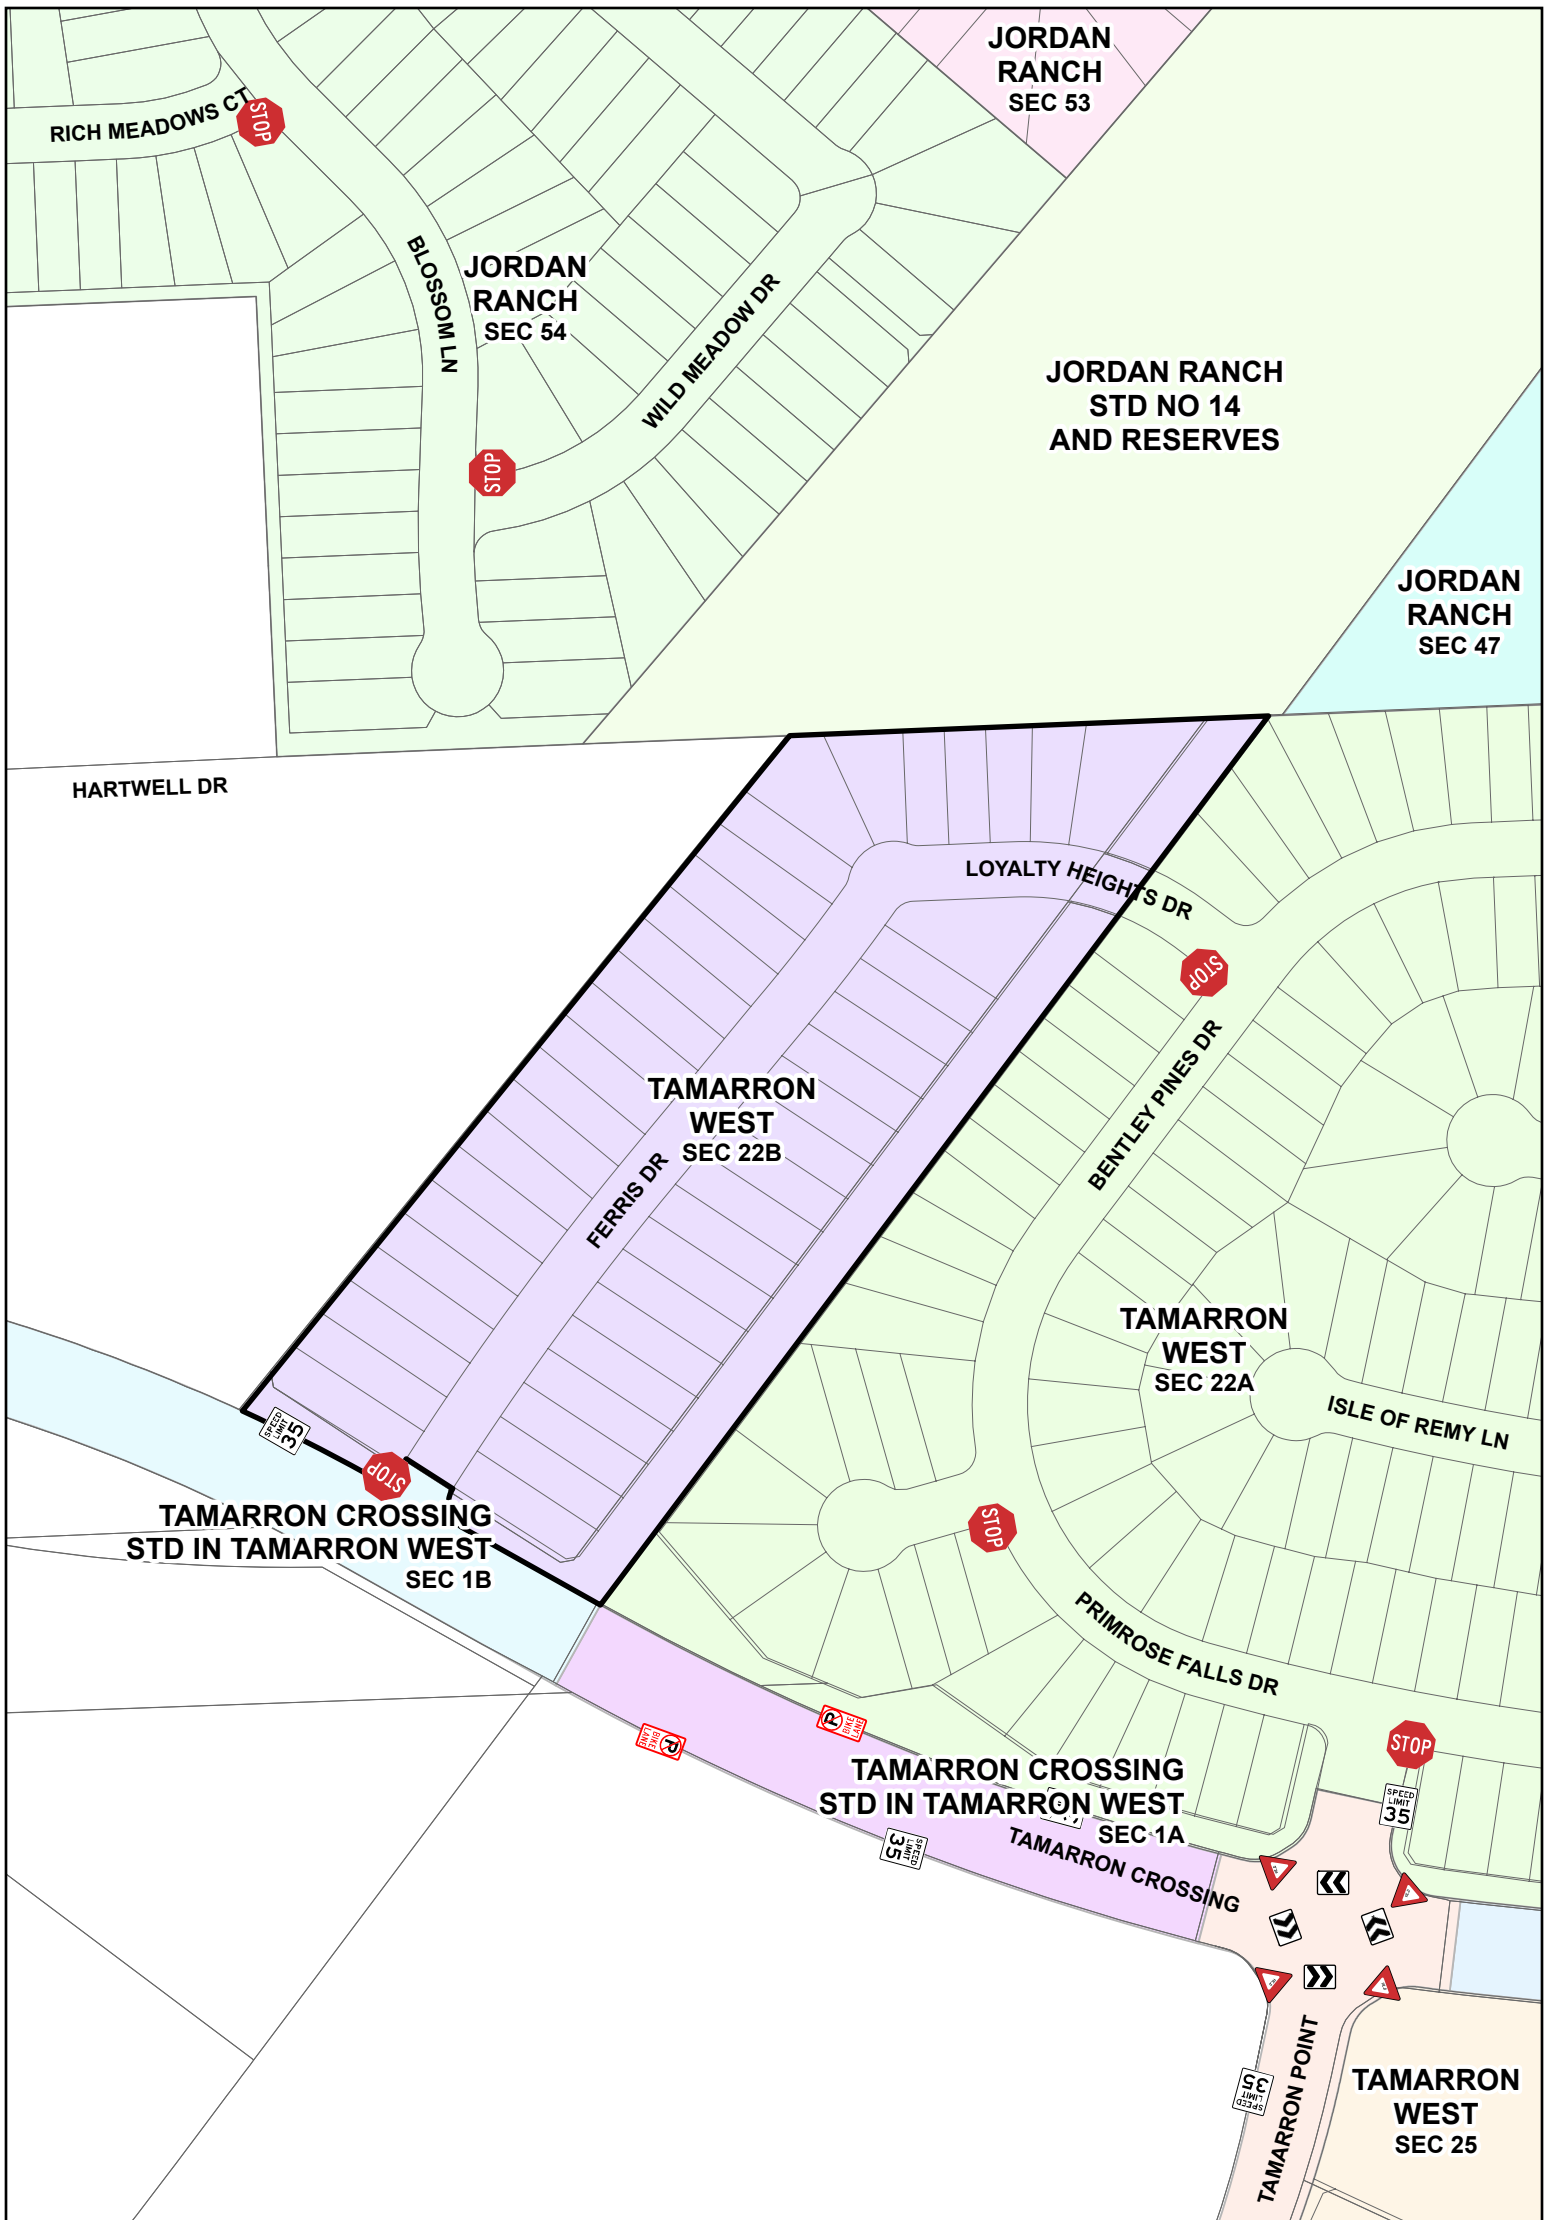 JORDAN
RANCH
SEC 53
RICH MEADOWS CT
STOP
BLOSSOM LN
JORDAN
RANCH
SEC 54
WILD MEADOW DR
STOP
JORDAN RANCH
STD NO 14
AND RESERVES
JORDAN
RANCH
SEC 47
HARTWELL DR
LOYALTY HEIGHTS DR
STOP
BENTLEY PINES DR
TAMARRON
WEST
SEC 22B
FERRIS DR
TAMARRON
WEST
SEC 22A
ISLE OF REMY LN
SPEED
LIMIT
35
STOP
TAMARRON CROSSING
STD IN TAMARRON WEST
SEC 1B
STOP
PRIMROSE FALLS DR
P
BIKE
LANE
P
BIKE
LANE
STOP
TAMARRON CROSSING
STD IN TAMARRON WEST
SEC 1A
SPEED
LIMIT
35
SPEED
LIMIT
35
TAMARRON CROSSING
TAMARRON POINT
SPEED
LIMIT
35
TAMARRON
WEST
SEC 25